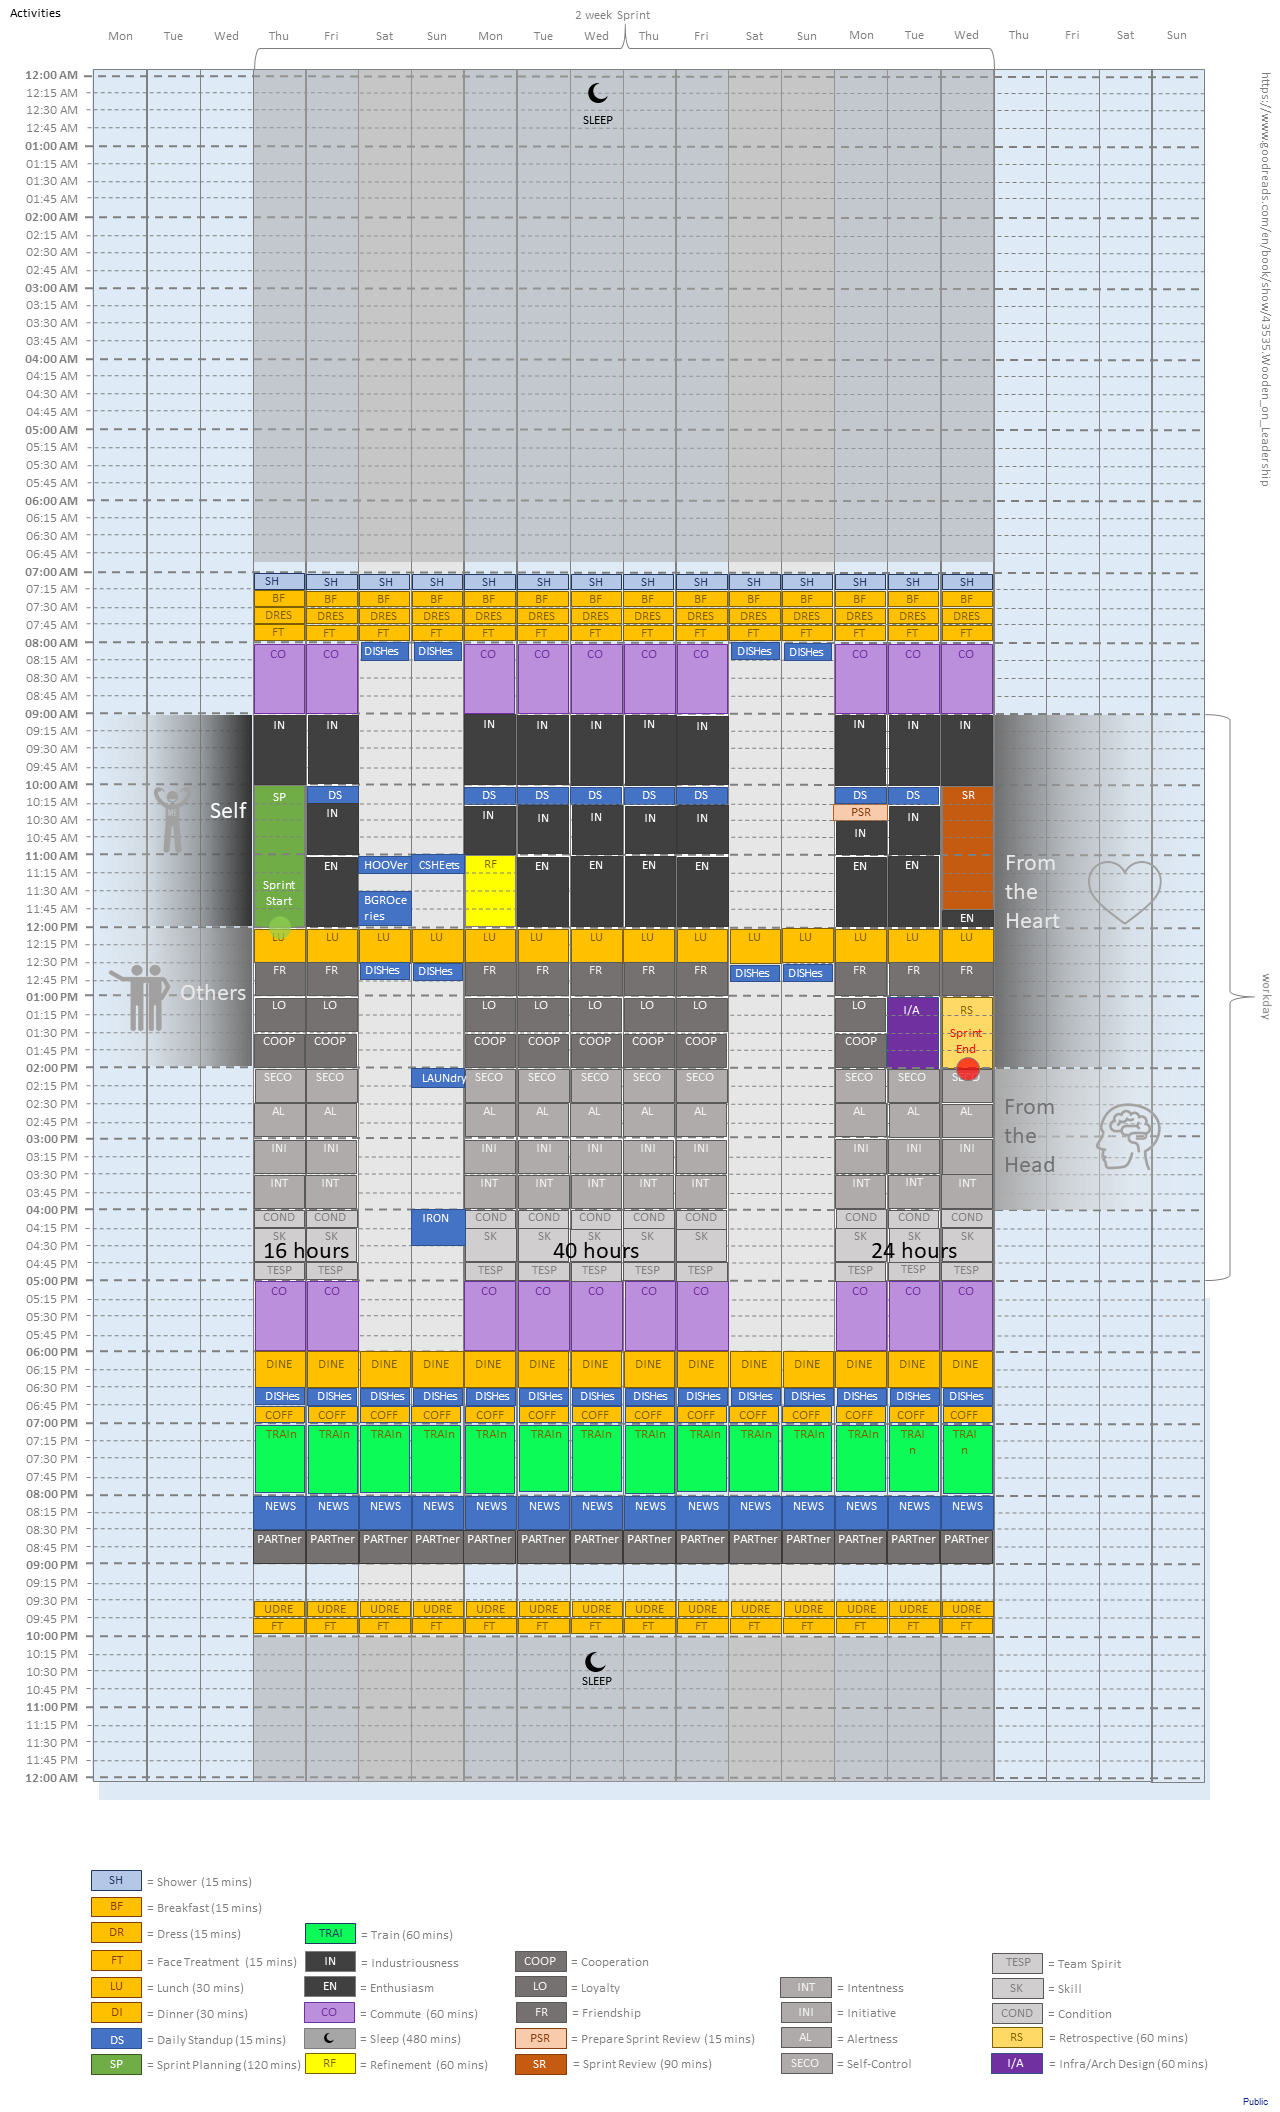 Activities
2 week Sprint
Mon Tue Wed Thu Fri Sat Sun Mon Tue Wed Thu Fri Sat Sun Mon Tue Wed Thu Fri Sat Sun
https://www.goodreads.com/en/book/show/43535.Wooden_on_Leadership
12:00 AM
12:15 AM
SLEEP
12:30 AM
12:45 AM
01:00 AM
01:15 AM
01:30 AM
01:45 AM
02:00 AM
02:15 AM
02:30 AM
02:45 AM
03:00 AM
03:15 AM
03:30 AM
03:45 AM
04:00 AM
04:15 AM
04:30 AM
04:45 AM
05:00 AM
05:15 AM
05:30 AM
05:45 AM
06:00 AM
06:15 AM
06:30 AM
06:45 AM
07:00 AM
SH SH SH SH SH SH SH SH SH SH SH SH SH SH
07:15 AM
BF BF BF BF BF BF BF BF BF BF BF BF BF BF
07:30 AM
DRES DRES DRES DRES DRES DRES DRES DRES DRES DRES DRES DRES DRES DRES
07:45 AM
FT FT FT FT FT FT FT FT FT FT FT FT FT FT
08:00 AM
CO CO DISHes DISHes CO CO CO CO CO DISHes DISHes CO CO CO
08:15 AM
08:30 AM
08:45 AM
09:00 AM
IN IN IN IN IN IN IN IN IN IN
09:15 AM
09:30 AM
09:45 AM
10:00 AM
SP DS DS DS DS DS DS DS DS SR
10:15 AM
Self
IN IN IN IN IN IN PSR IN
10:30 AM
IN
10:45 AM
11:00 AM
EN HOOVer CSHEets RF EN EN EN EN EN EN
11:15 AM
From
the
Heart
Sprint
Start
11:30 AM
BGROce
ries
11:45 AM
EN
12:00 PM
LU LU LU LU LU LU LU LU LU LU LU LU LU LU
12:15 PM
12:30 PM
FR FR DISHes DISHes FR FR FR FR FR DISHes DISHes FR FR FR
12:45 PM
Others
01:00 PM
LO LO LO LO LO LO LO LO I/A RS
01:15 PM
workday
01:30 PM
Sprint
End
COOP COOP COOP COOP COOP COOP COOP COOP
01:45 PM
02:00 PM
SECO SECO LAUNdry SECO SECO SECO SECO SECO SECO SECO SECO
02:15 PM
02:30 PM
AL AL AL AL AL AL AL AL AL AL
02:45 PM
From
the
Head
03:00 PM
INI INI INI INI INI INI INI INI INI INI
03:15 PM
03:30 PM
INT INT INT INT INT INT INT INT INT INT
03:45 PM
04:00 PM
COND COND IRON COND COND COND COND COND COND COND COND
04:15 PM
SK SK SK SK SK SK SK SK SK SK
04:30 PM
16 hours 40 hours 24 hours
04:45 PM
TESP TESP TESP TESP TESP TESP TESP TESP TESP TESP
05:00 PM
CO CO CO CO CO CO CO CO CO CO
05:15 PM
05:30 PM
05:45 PM
06:00 PM
DINE DINE DINE DINE DINE DINE DINE DINE DINE DINE DINE DINE DINE DINE
06:15 PM
06:30 PM
DISHes DISHes DISHes DISHes DISHes DISHes DISHes DISHes DISHes DISHes DISHes DISHes DISHes DISHes
06:45 PM
COFF COFF COFF COFF COFF COFF COFF COFF COFF COFF COFF COFF COFF COFF
07:00 PM
TRAIn TRAIn TRAIn TRAIn TRAIn TRAIn TRAIn TRAIn TRAIn TRAIn TRAIn TRAIn TRAI TRAI
n n
07:15 PM
07:30 PM
07:45 PM
08:00 PM
NEWS NEWS NEWS NEWS NEWS NEWS NEWS NEWS NEWS NEWS NEWS NEWS NEWS NEWS
08:15 PM
08:30 PM
PARTner PARTner PARTner PARTner PARTner PARTner PARTner PARTner PARTner PARTner PARTner PARTner PARTner PARTner
08:45 PM
09:00 PM
09:15 PM
09:30 PM
UDRE UDRE UDRE UDRE UDRE UDRE UDRE UDRE UDRE UDRE UDRE UDRE UDRE UDRE
09:45 PM
FT FT FT FT FT FT FT FT FT FT FT FT FT FT
10:00 PM
10:15 PM
10:30 PM
SLEEP
10:45 PM
11:00 PM
11:15 PM
11:30 PM
11:45 PM
12:00 AM
SH = Shower (15 mins)
BF = Breakfast (15 mins)
DR = Dress (15 mins)
FT = Face Treatment (15 mins)
LU = Lunch (30 mins)
DI = Dinner (30 mins)
DS = Daily Standup (15 mins)
SP = Sprint Planning (120 mins)
TRAI = Train (60 mins)
IN = Industriousness
EN = Enthusiasm
CO = Commute (60 mins)
= Sleep (480 mins)
RF = Refinement (60 mins)
COOP = Cooperation
LO = Loyalty
FR = Friendship
PSR = Prepare Sprint Review (15 mins)
SR = Sprint Review (90 mins)
INT = Intentness
INI = Initiative
AL = Alertness
SECO = Self-Control
TESP = Team Spirit
SK = Skill
COND = Condition
RS = Retrospective (60 mins)
I/A = Infra/Arch Design (60 mins)
Public